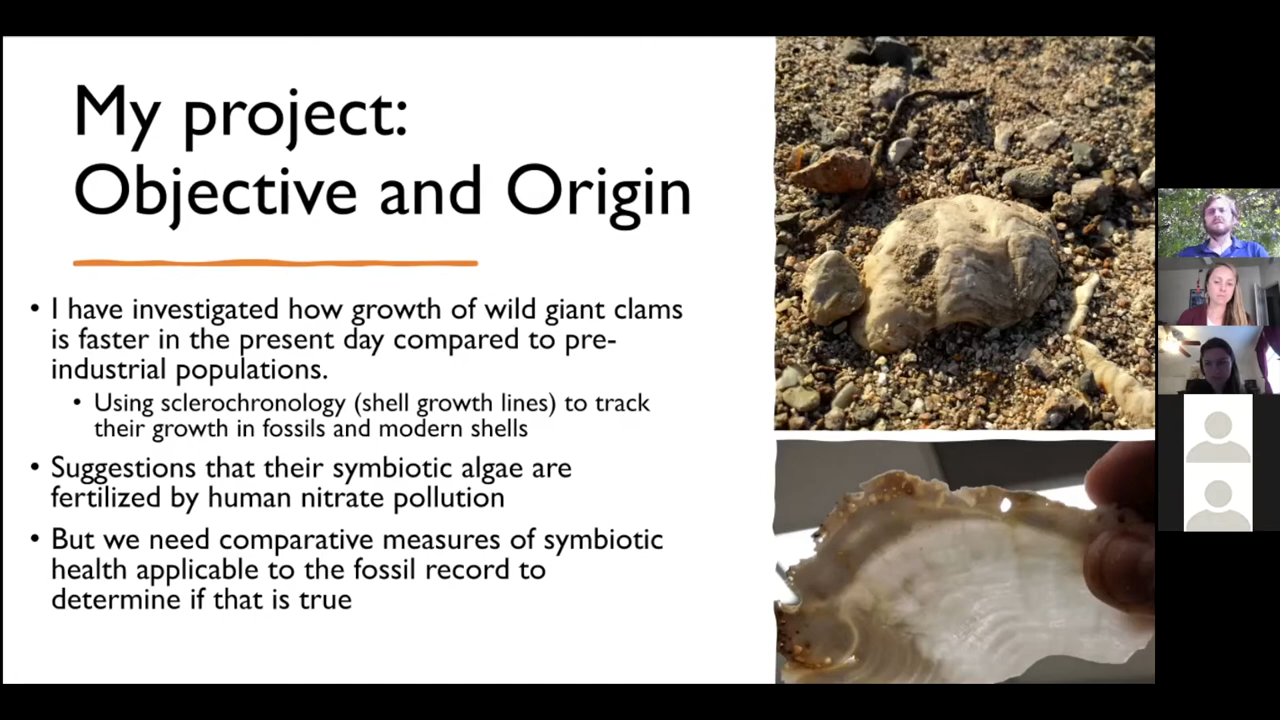 My project:
Objective and Origin
• I have investigated how growth of wild giant clams
is faster in the present day compared to pre-
industrial populations.
• Using sclerochronology (shell growth lines) to track
their growth in fossils and modern shells
• Suggestions that their symbiotic algae are
fertilized by human nitrate pollution
• But we need comparative measures of symbiotic
health applicable to the fossil record to
determine if that is true